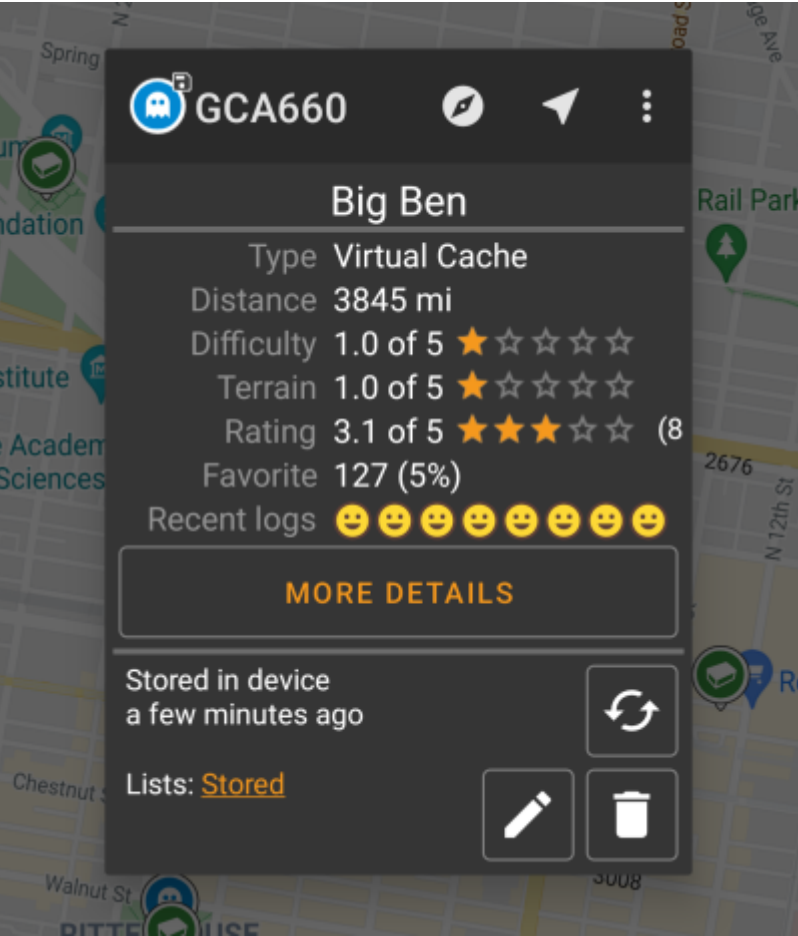 Spring
GCA660
Big Ben
Rail Park
dation
Type Virtual Cache
Distance 3845 mi
Difficulty 1.0 of 5
Terrain 1.0 of 5
stitute
Rating 3.1 of 5 (8
Academ
Sciences
Favorite 127 (5%)
2676
N 12th St
Recent logs
MORE DETAILS
Stored in device
a few minutes ago
Lists: Stored
Chestnut
Walnut St
3008